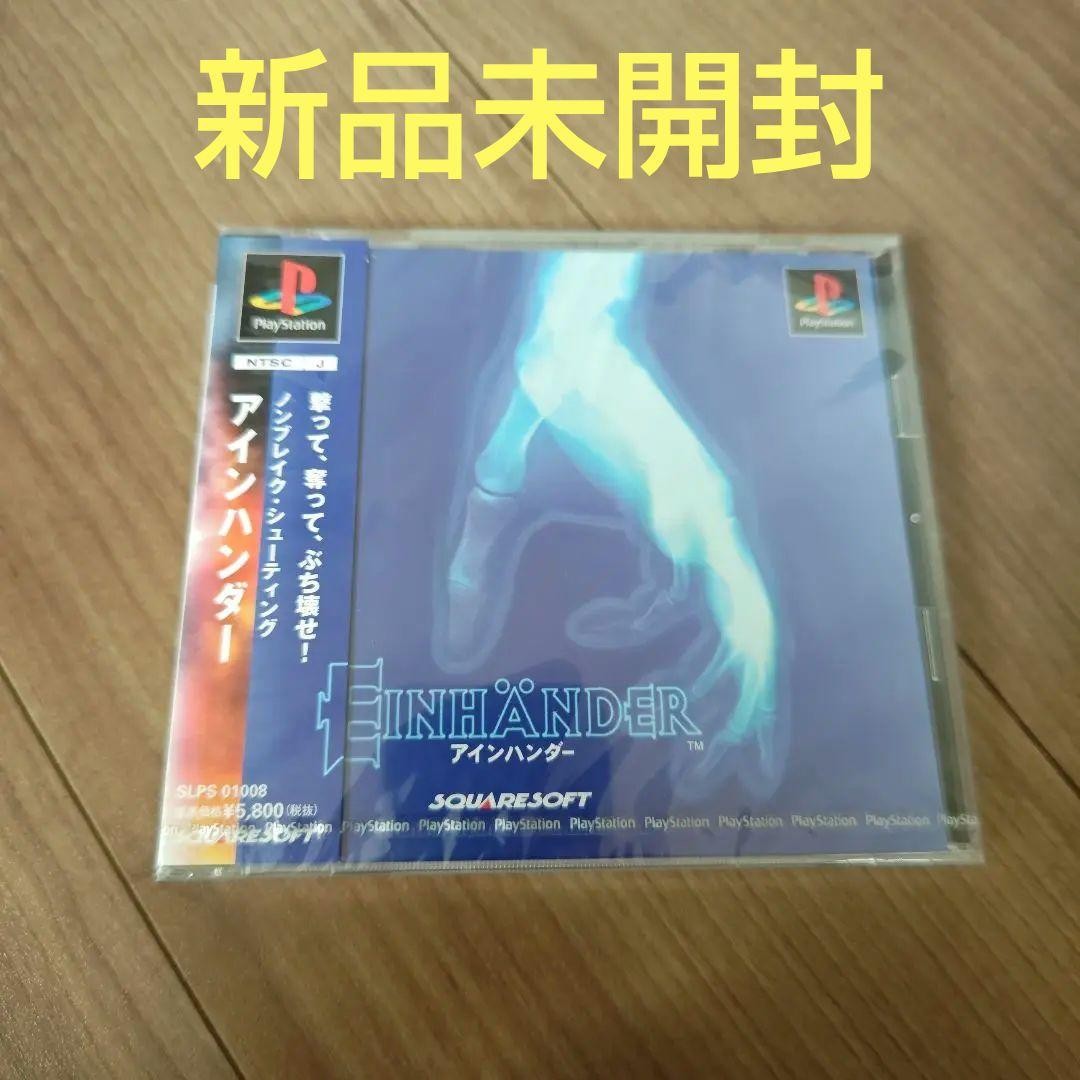 新品未開封
PlayStation
NTSC J
撃って、奪って、ぶち壊せ!
ノンブレイク・シューティング
アインハンダー
SLPS 01008
¥5,800(税抜)
SQUARESOFT
PlayStation
EINHÄNDER
TM
アインハンダー
SQUARESOFT
on PlayStation PlayStation PlayStation PlayStation PlayStation PlayStation PlayStation PlayStation PlayStation PlaySta